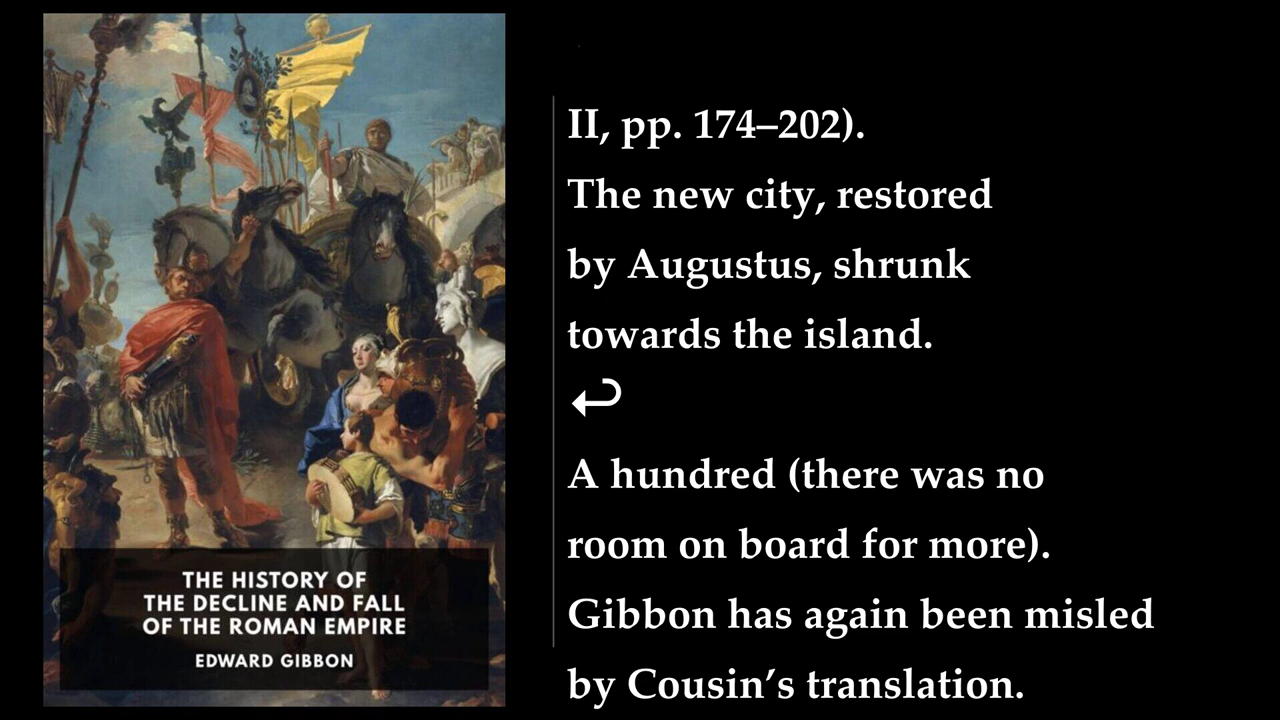 THE HISTORY OF
THE DECLINE AND FALL
OF THE ROMAN EMPIRE
EDWARD GIBBON
II, pp. 174–202).
The new city, restored
by Augustus, shrunk
towards the island.
↩
A hundred (there was no
room on board for more).
Gibbon has again been misled
by Cousin’s translation.